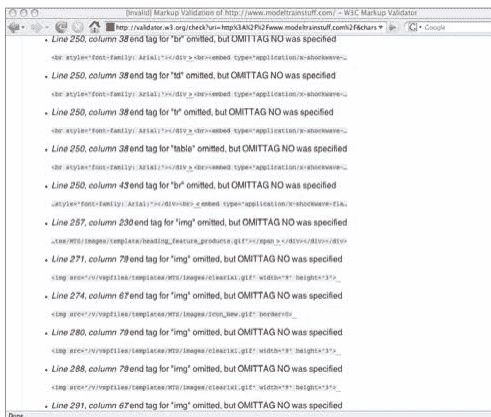 [Invalid] Markup Validation of http://www.modeltrainstuff.com/ - W3C Markup Validator
http://validator.w3.org/check?uri=http%3A%2F%2Fwww.modeltrainstuff.com%2F&chars
Google
Line 250, column 38 end tag for "br" omitted, but OMITTAG NO was specified
<br style="font-family: Arial;"></div><br><embed type="application/x-shockwave-…
Line 250, column 38 end tag for "td" omitted, but OMITTAG NO was specified
<br style="font-family: Arial;"></div><br><embed type="application/x-shockwave-…
Line 250, column 38 end tag for "tr" omitted, but OMITTAG NO was specified
<br style="font-family: Arial;"></div><br><embed type="application/x-shockwave-…
Line 250, column 38 end tag for "table" omitted, but OMITTAG NO was specified
<br style="font-family: Arial;"></div><br><embed type="application/x-shockwave-…
Line 250, column 43 end tag for "br" omitted, but OMITTAG NO was specified
…style="font-family: Arial;"></div><br><embed type="application/x-shockwave-fla…
Line 257, column 230 end tag for "img" omitted, but OMITTAG NO was specified
…tes/MTS/images/template/heading_feature_products.gif"></span></div></div></div>
Line 271, column 79 end tag for "img" omitted, but OMITTAG NO was specified
<img src="/v/vspfiles/templates/MTS/images/clear1x1.gif" width="9" height="3">
Line 274, column 67 end tag for "img" omitted, but OMITTAG NO was specified
<img src="/v/vspfiles/templates/MTS/images/Icon_New.gif" border=0>
Line 280, column 79 end tag for "img" omitted, but OMITTAG NO was specified
<img src="/v/vspfiles/templates/MTS/images/clear1x1.gif" width="9" height="3">
Line 288, column 79 end tag for "img" omitted, but OMITTAG NO was specified
<img src="/v/vspfiles/templates/MTS/images/clear1x1.gif" width="9" height="3">
Line 291, column 67 end tag for "img" omitted, but OMITTAG NO was specified
Done